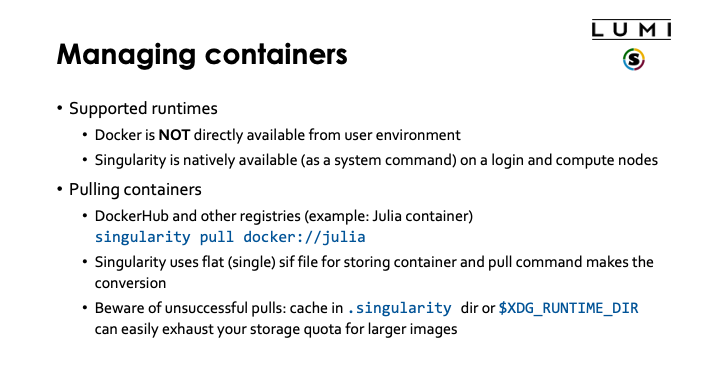 LUMI
S
Managing containers
• Supported runtimes
• Docker is NOT directly available from user environment
• Singularity is natively available (as a system command) on a login and compute nodes
• Pulling containers
• DockerHub and other registries (example: Julia container)
singularity pull docker://julia
• Singularity uses flat (single) sif file for storing container and pull command makes the
conversion
• Beware of unsuccessful pulls: cache in .singularity dir or $XDG_RUNTIME_DIR
can easily exhaust your storage quota for larger images